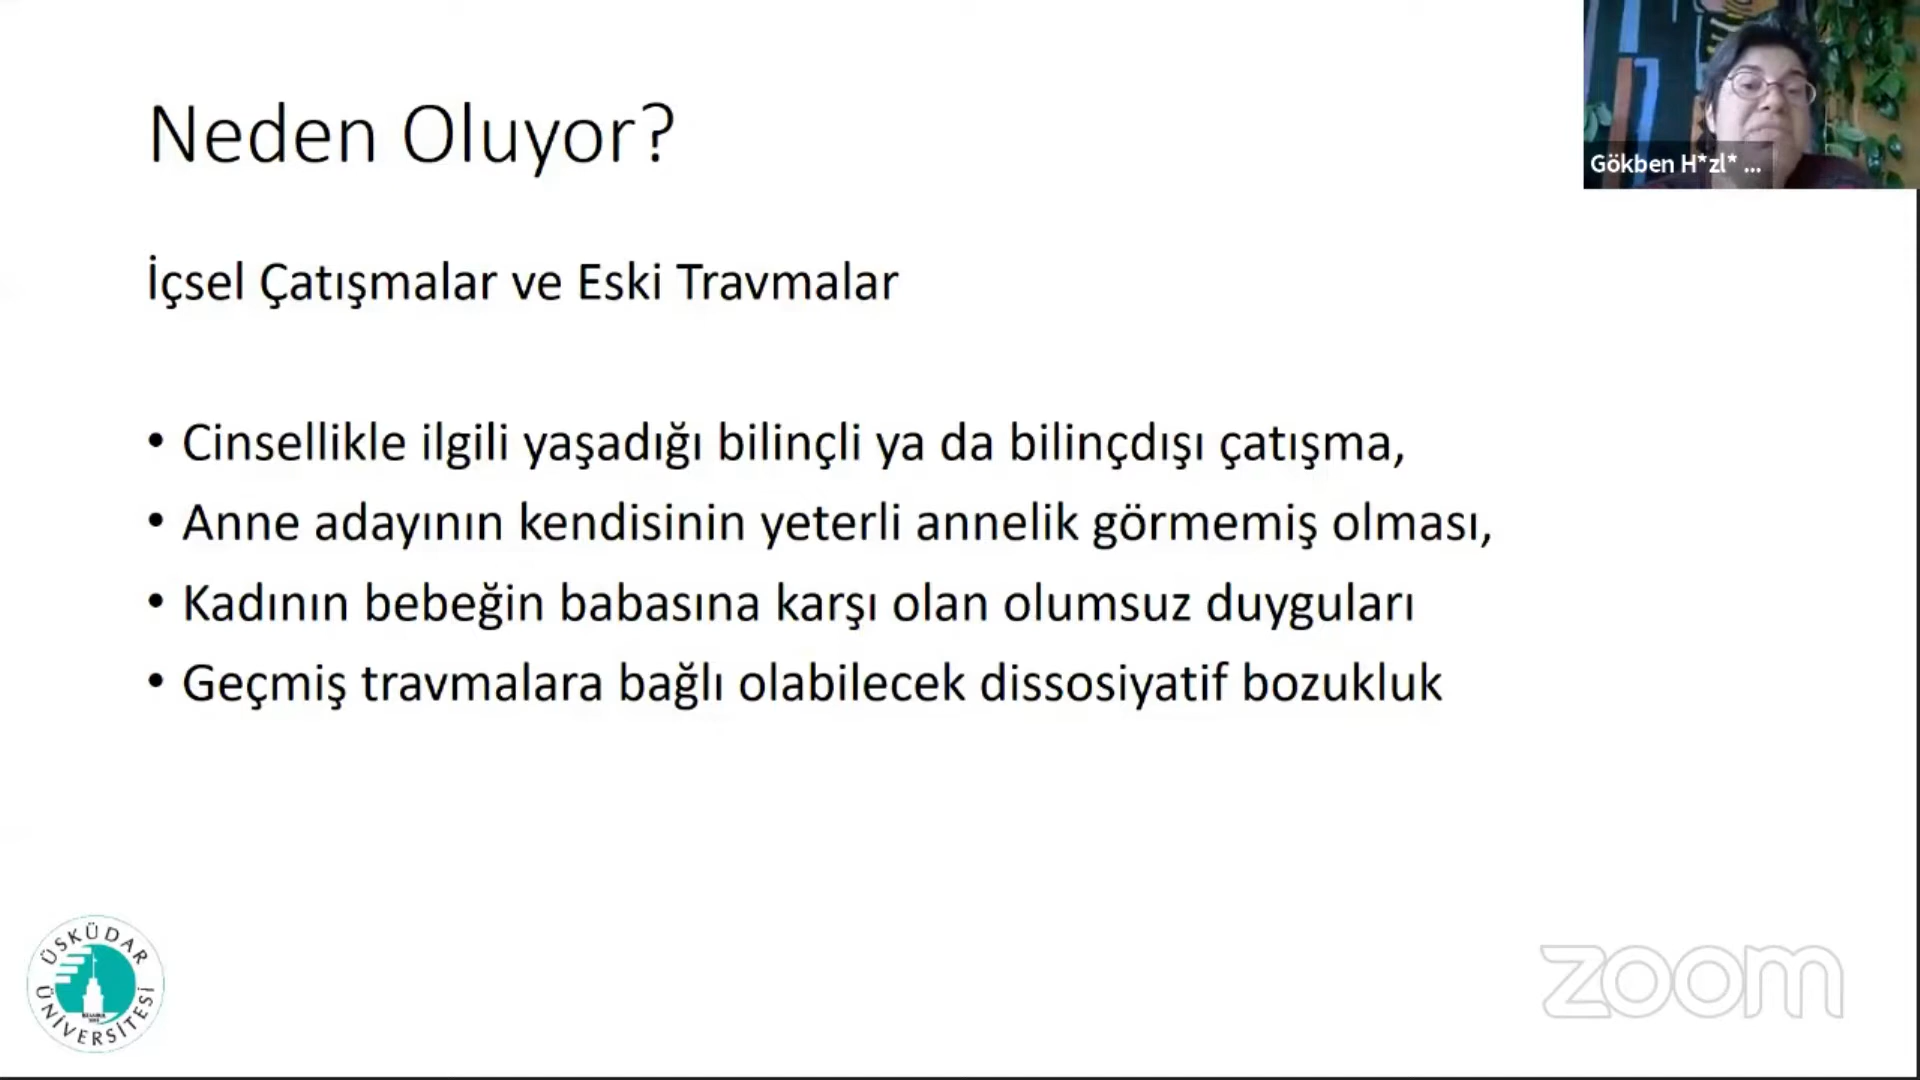 Neden Oluyor?
Gökben H*zl* ...
İçsel Çatışmalar ve Eski Travmalar
• Cinsellikle ilgili yaşadığı bilinçli ya da bilinçdışı çatışma,
• Anne adayının kendisinin yeterli annelik görmemiş olması,
• Kadının bebeğin babasına karşı olan olumsuz duyguları
• Geçmiş travmalara bağlı olabilecek dissosiyatif bozukluk
ÜSKÜDAR
ÜNİVERSİTESİ
zoom